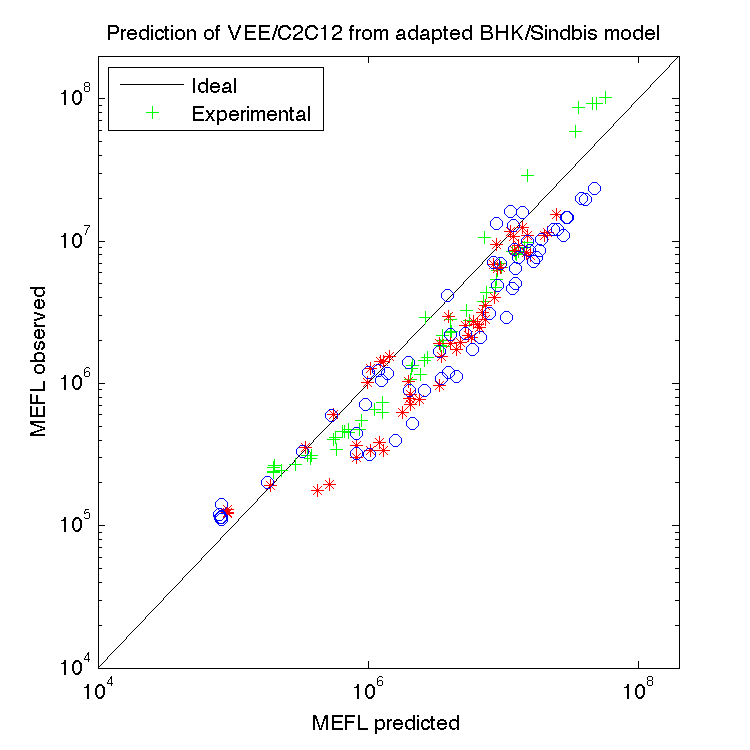 Prediction of VEE/C2C12 from adapted BHK/Sindbis model
Ideal
Experimental
10^8
10^7
10^6
10^5
10^4
MEFL observed
10^4
10^6
10^8
MEFL predicted